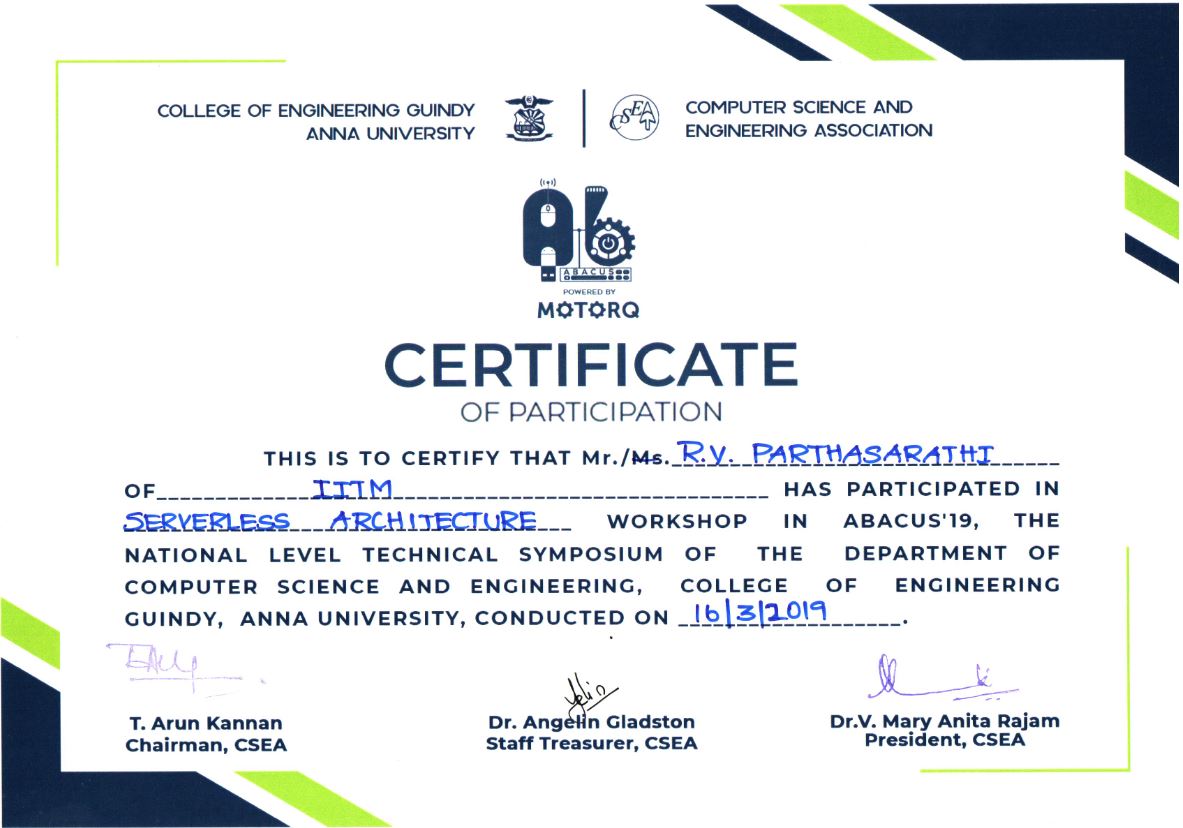 COLLEGE OF ENGINEERING GUINDY
ANNA UNIVERSITY
CSEA
COMPUTER SCIENCE AND
ENGINEERING ASSOCIATION
Ab
ABACUS
POWERED BY
MOTORQ
CERTIFICATE
OF PARTICIPATION
THIS IS TO CERTIFY THAT Mr./Ms. R.V. PARTHASARATHI
OF IITM HAS PARTICIPATED IN
SERVERLESS ARCHITECTURE WORKSHOP IN ABACUS'19, THE
NATIONAL LEVEL TECHNICAL SYMPOSIUM OF THE DEPARTMENT OF
COMPUTER SCIENCE AND ENGINEERING, COLLEGE OF ENGINEERING
GUINDY, ANNA UNIVERSITY, CONDUCTED ON 16/3/2019.
T. Arun Kannan
Chairman, CSEA
Dr. Angelin Gladston
Staff Treasurer, CSEA
Dr.V. Mary Anita Rajam
President, CSEA